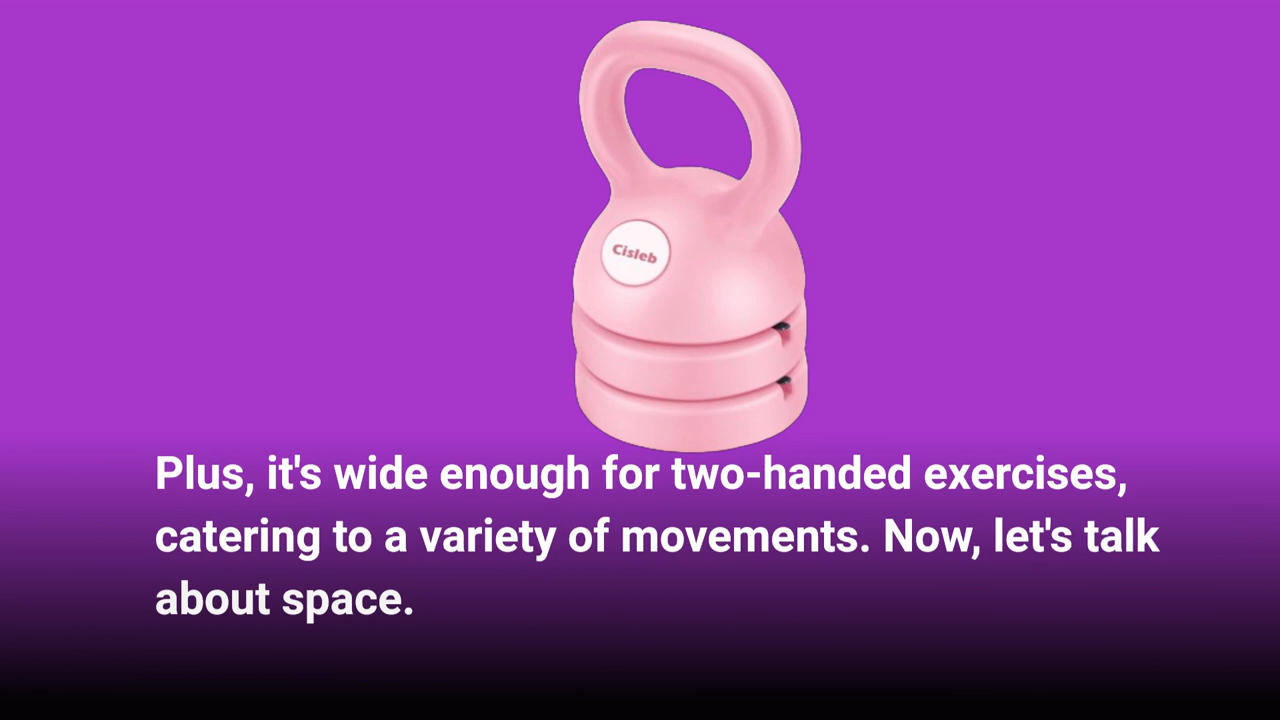 Cisleb
Plus, it's wide enough for two-handed exercises,
catering to a variety of movements. Now, let's talk
about space.